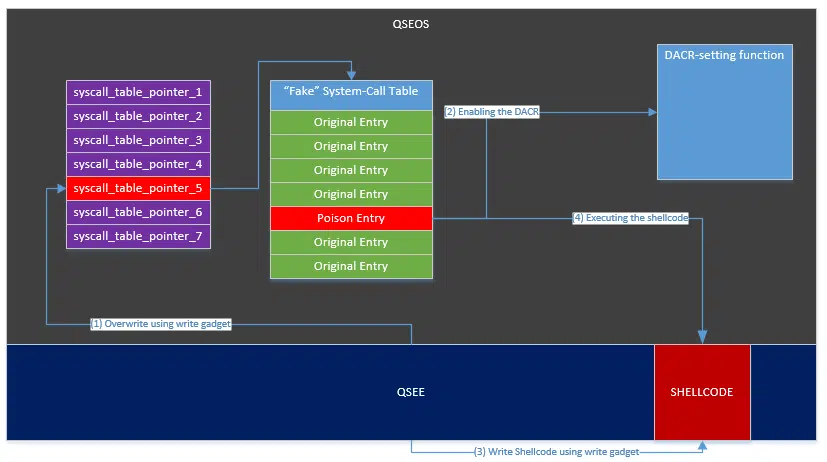 QSEOS
syscall_table_pointer_1
syscall_table_pointer_2
syscall_table_pointer_3
syscall_table_pointer_4
syscall_table_pointer_5
syscall_table_pointer_6
syscall_table_pointer_7
“Fake” System-Call Table
Original Entry
Original Entry
Original Entry
Original Entry
Poison Entry
Original Entry
Original Entry
DACR-setting function
(2) Enabling the DACR
(4) Executing the shellcode
(1) Overwrite using write gadget
QSEE
SHELLCODE
(3) Write Shellcode using write gadget